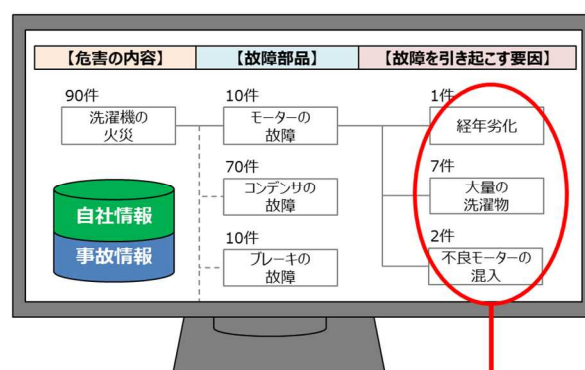 【危害の内容】
【故障部品】
【故障を引き起こす要因】
90件
洗濯機の
火災
10件
モーターの
故障
1件
経年劣化
70件
コンデンサの
故障
7件
大量の
洗濯物
10件
ブレーキの
故障
2件
不良モーターの
混入
自社情報
事故情報